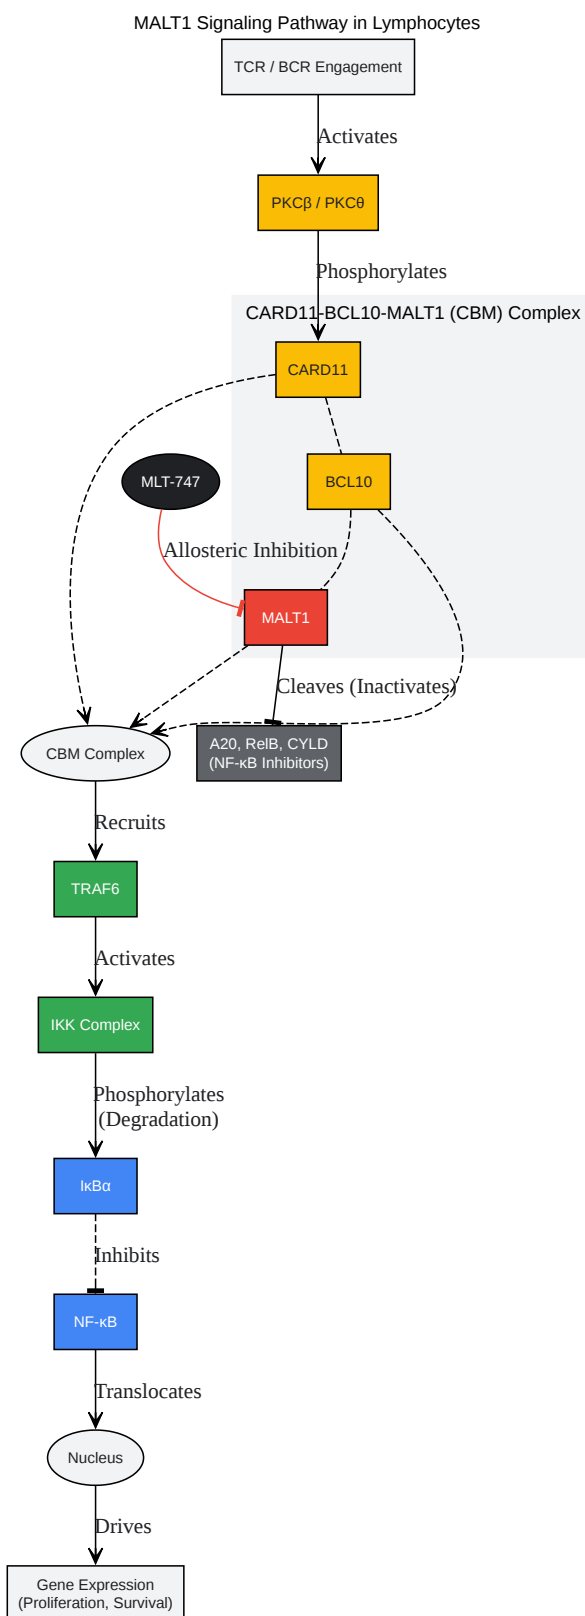 MALT1 Signaling Pathway in Lymphocytes
TCR / BCR Engagement
Activates
PKCβ / PKCθ
Phosphorylates
CARD11-BCL10-MALT1 (CBM) Complex
CARD11
MLT-747
BCL10
Allosteric Inhibition
MALT1
Cleaves (Inactivates)
CBM Complex
A20, RelB, CYLD
(NF-κB Inhibitors)
Recruits
TRAF6
Activates
IKK Complex
Phosphorylates
(Degradation)
IκBα
Inhibits
NF-κB
Translocates
Nucleus
Drives
Gene Expression
(Proliferation, Survival)